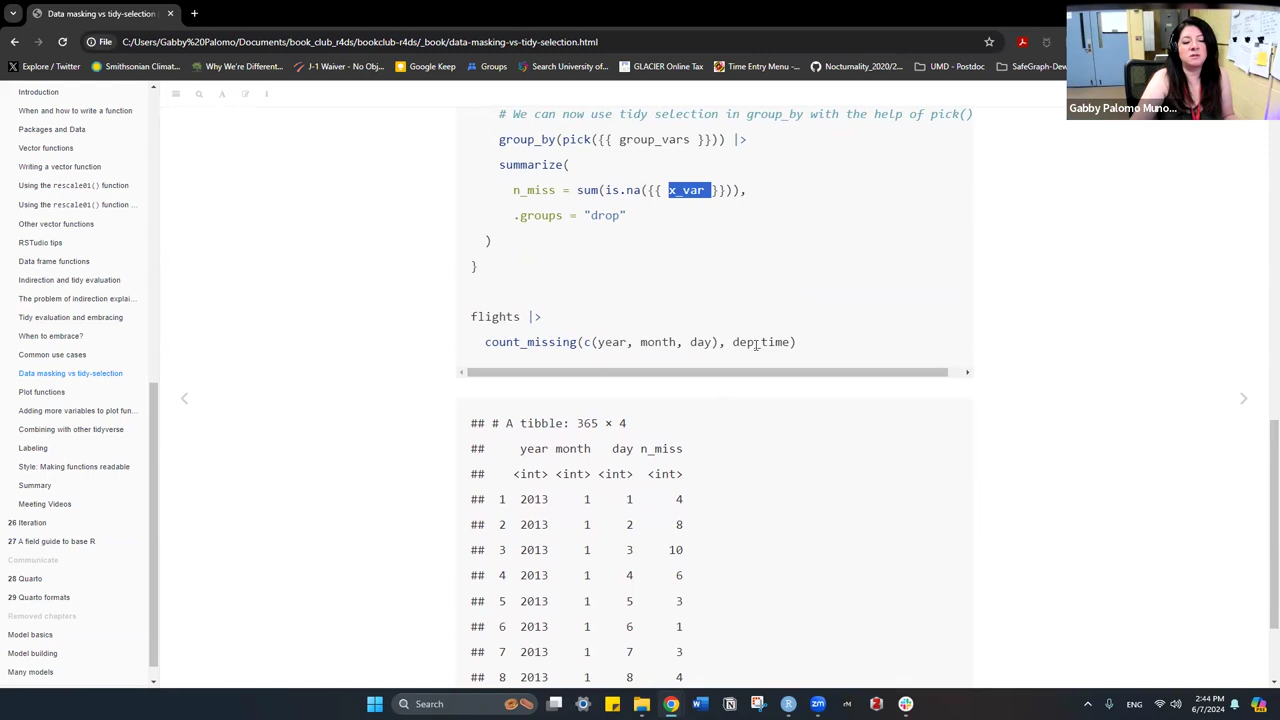 Data masking vs tidy-selection
File
C:/Users/Gabby%20Palomo/Documents/book_club_r4ds/bookclub-r4ds/_book/data-masking-vs-tidy-selection.html
Explore / Twitter
Smithsonian Climat...
Why We're Different
J-1 Waiver - No Obj...
Google Keep
Econo Mix
GLACIER Online Tax
Time Entry Menu -...
Nocturnality_2020/2...
UMD - Postdoc
SafeGraph-Dewe
Gabby Palomo Muno...
Introduction
When and how to write a function
Packages and Data
Vector functions
Writing a vector function
Using the rescale01() function
Using the rescale01() function ...
Other vector functions
RSTudio tips
Data frame functions
Indirection and tidy evaluation
The problem of indirection explai...
Tidy evaluation and embracing
When to embrace?
Common use cases
Data masking vs tidy-selection
Plot functions
Adding more variables to plot fun...
Combining with other tidyverse
Labeling
Style: Making functions readable
Summary
Meeting Videos
26 Iteration
27 A field guide to base R
Communicate
28 Quarto
29 Quarto formats
Removed chapters
Model basics
Model building
Many models
# We can now use tidy selection in group_by with the help of pick()
group_by(pick({{ group_vars }})) |>
summarize(
n_miss = sum(is.na({{ x_var }})),
.groups = "drop"
)
}
flights |>
count_missing(c(year, month, day), dep_time)
## # A tibble: 365 × 4
## year month day n_miss
## <int> <int> <int> <int>
## 1 2013 1 1 4
## 2 2013 1 2 8
## 3 2013 1 3 10
## 4 2013 1 4 6
## 5 2013 1 5 3
## 6 2013 1 6 1
## 7 2013 1 7 3
## 8 2013 1 8 4
Search
ENG
2:44 PM
6/7/2024